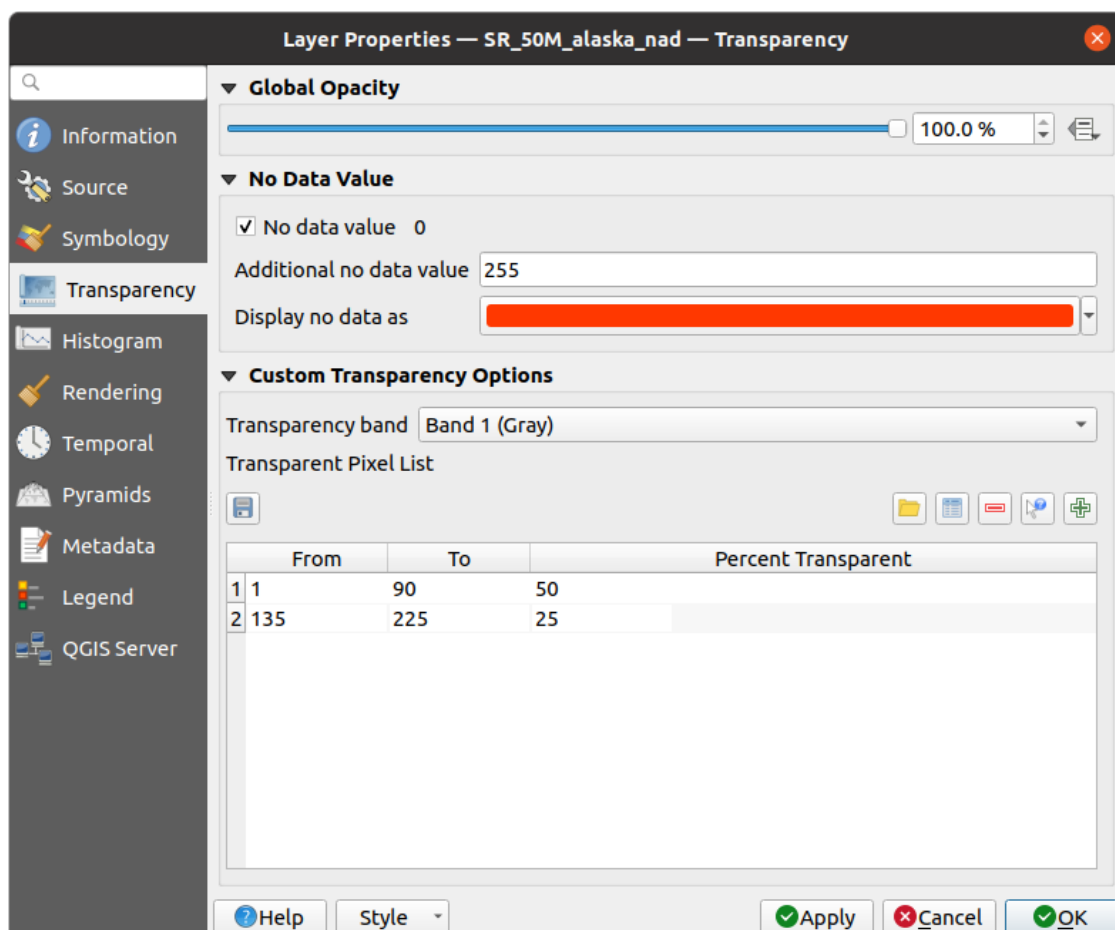 Layer Properties — SR_50M_alaska_nad — Transparency
Information
Source
Symbology
Transparency
Histogram
Rendering
Temporal
Pyramids
Metadata
Legend
QGIS Server
Global Opacity
100.0 %
No Data Value
No data value 0
Additional no data value 255
Display no data as
Custom Transparency Options
Transparency band Band 1 (Gray)
Transparent Pixel List
From To Percent Transparent
1 1 90 50
2 135 225 25
Help Style Apply Cancel OK